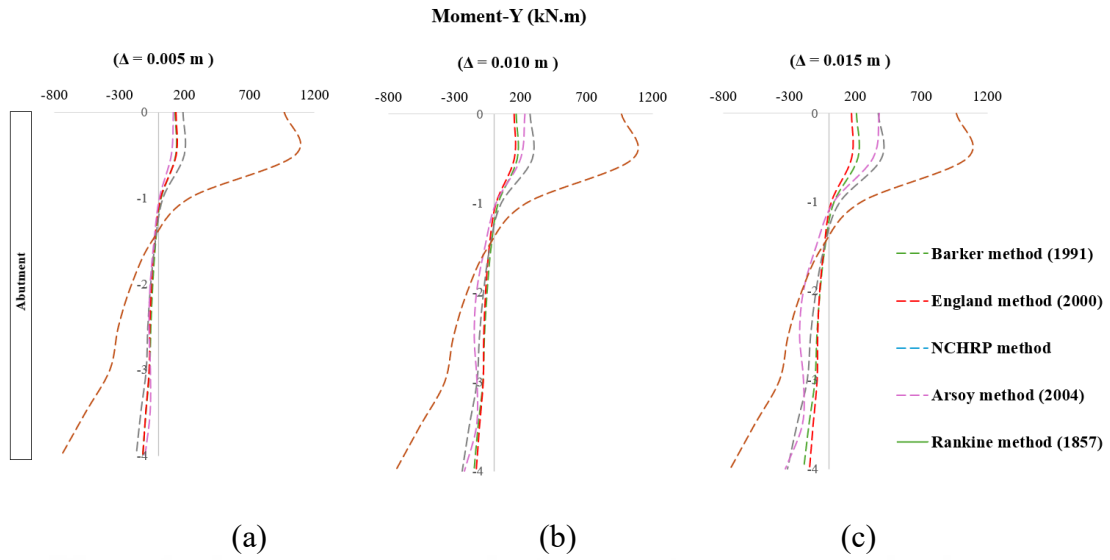 Moment-Y (kN.m)
(Δ = 0.005 m )
-800 -300 200 700 1200
0
-1
-2
-3
-4
Abutment
(a)
(Δ = 0.010 m )
-800 -300 200 700 1200
0
-1
-2
-3
-4
(b)
(Δ = 0.015 m )
-800 -300 200 700 1200
0
-1
-2
-3
-4
(c)
Barker method (1991)
England method (2000)
NCHRP method
Arsoy method (2004)
Rankine method (1857)